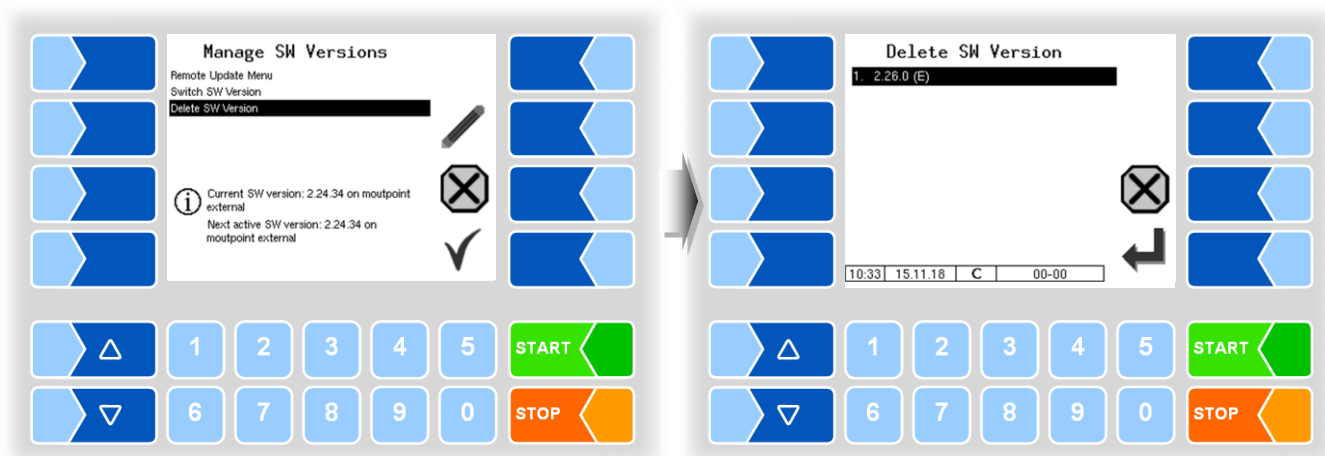 Manage SW Versions
Remote Update Menu
Switch SW Version
Delete SW Version
Current SW version: 2.24.34 on moutpoint
external
Next active SW version: 2.24.34 on
moutpoint external
1 2 3 4 5 START
6 7 8 9 0 STOP
Delete SW Version
1. 2.26.0 (E)
10:33 15.11.18 C 00-00
1 2 3 4 5 START
6 7 8 9 0 STOP